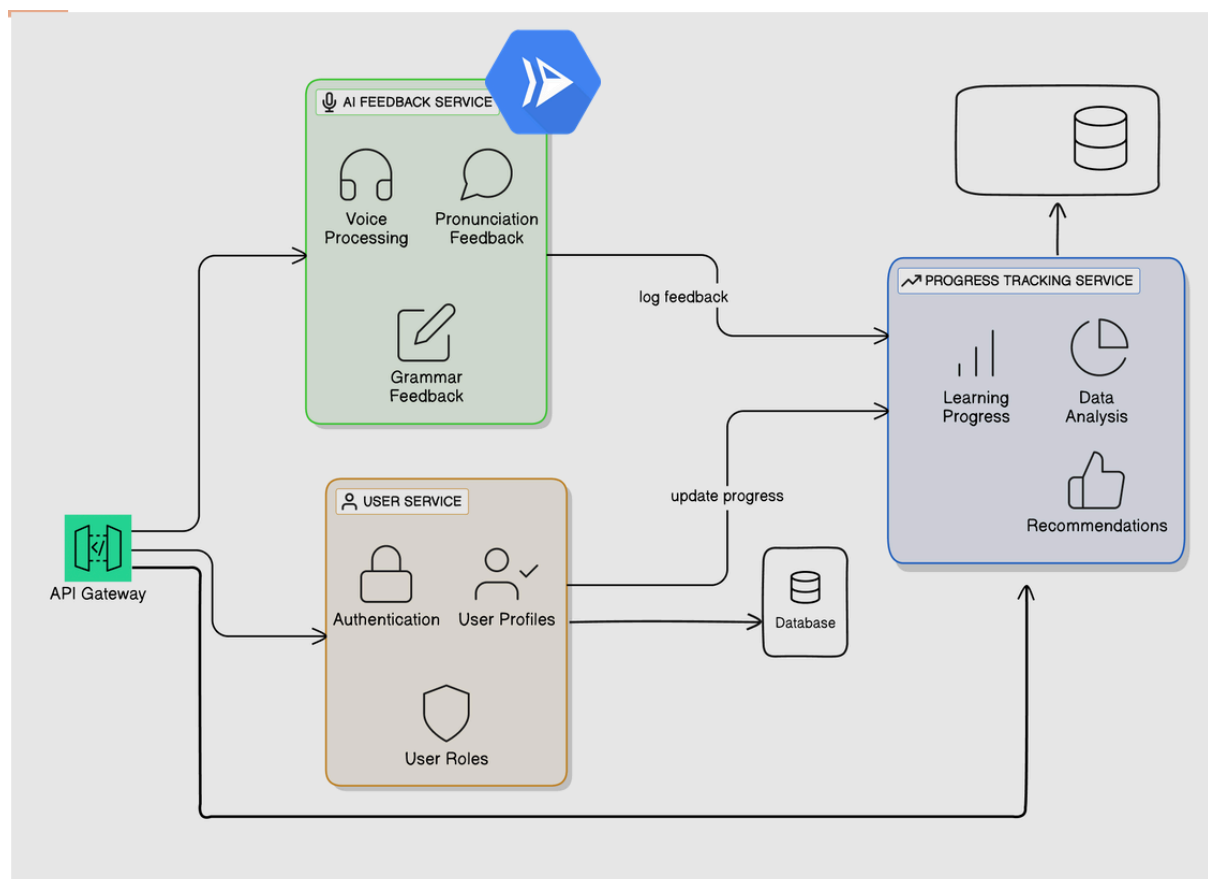 AI FEEDBACK SERVICE
Voice
Processing
Pronunciation
Feedback
Grammar
Feedback
log feedback
PROGRESS TRACKING SERVICE
Learning
Progress
Data
Analysis
Recommendations
update progress
USER SERVICE
Authentication
User Profiles
User Roles
Database
</>
API Gateway